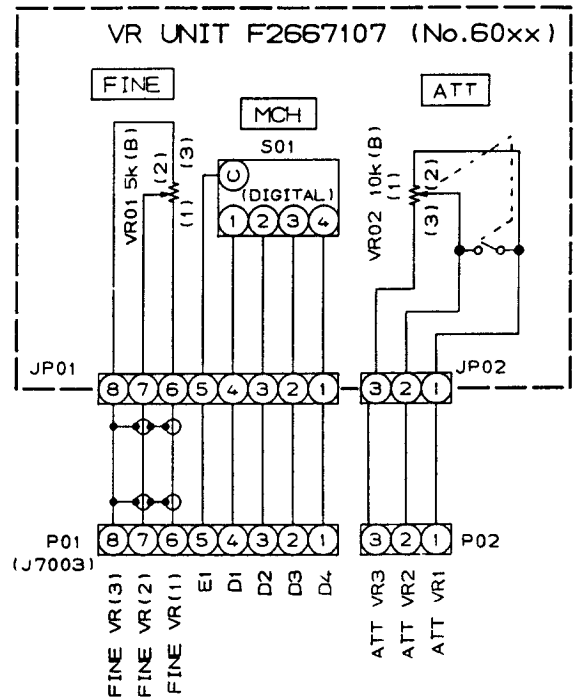 VR UNIT F2667107 (No.60xx)
FINE
MCH
ATT
S01
C
(DIGITAL)
1 2 3 4
VR01 5k(B)
(3)
(2)
(1)
VR02 10k(B)
(1)
(2)
(3)
JP01
8 7 6 5 4 3 2 1
JP02
3 2 1
P01
(J7003)
8 7 6 5 4 3 2 1
P02
3 2 1
FINE VR(3)
FINE VR(2)
FINE VR(1)
E1
D1
D2
D3
D4
ATT VR3
ATT VR2
ATT VR1